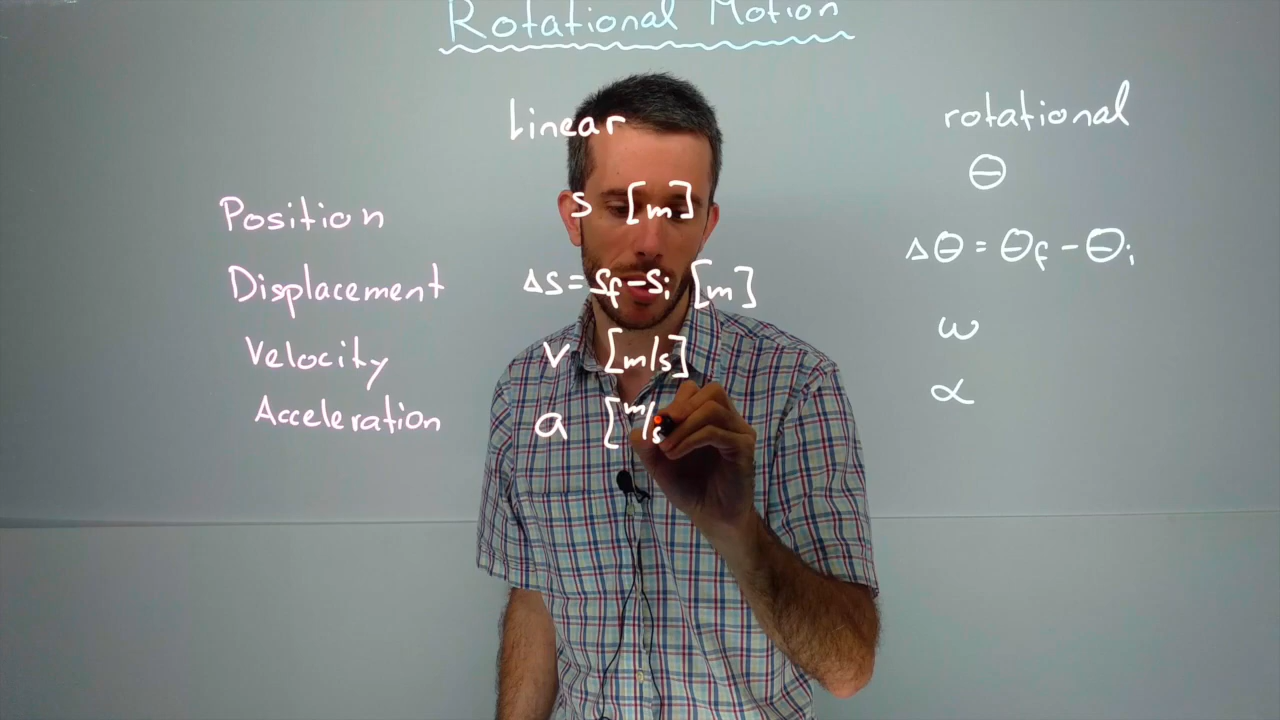 Rotational Motion
linear rotational
Position s [m] Θ
Displacement Δs = sf - si [m] ΔΘ = Θf - Θi
Velocity v [m/s] ω
Acceleration a [m/s α